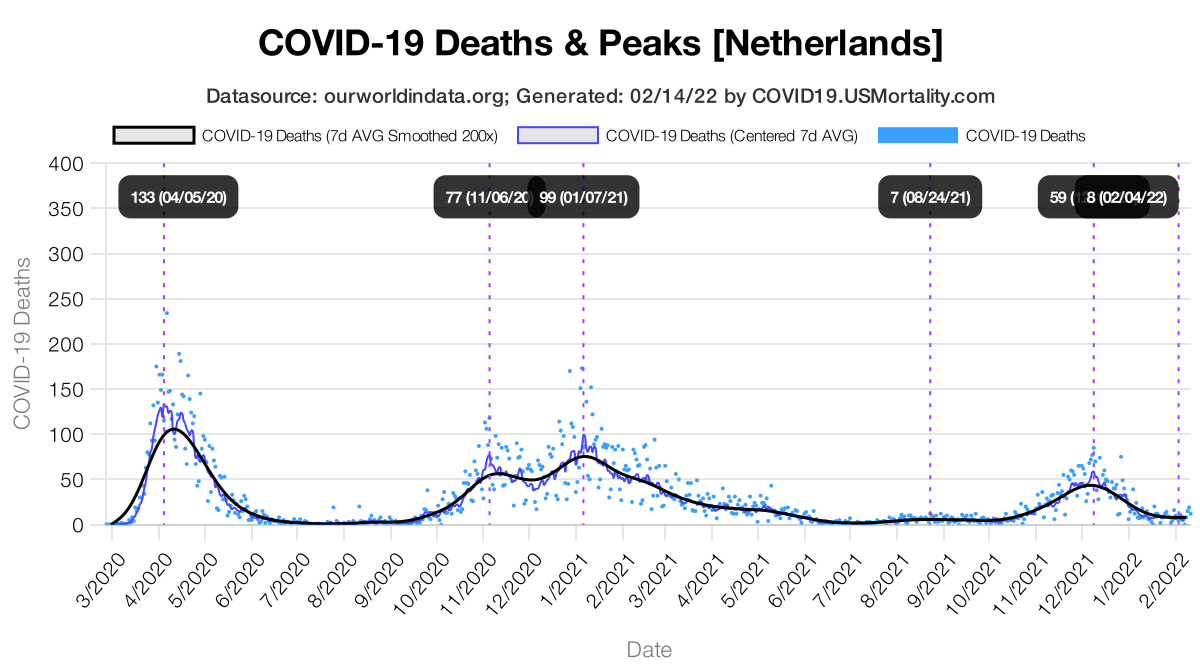 COVID-19 Deaths & Peaks [Netherlands]
Datasource: ourworldindata.org; Generated: 02/14/22 by COVID19.USMortality.com
COVID-19 Deaths (7d AVG Smoothed 200x) COVID-19 Deaths (Centered 7d AVG) COVID-19 Deaths
400
133 (04/05/20) 77 (11/06/20 99 (01/07/21) 7 (08/24/21) 59 ( 8 (02/04/22)
350
300
250
200
150
100
50
0
COVID-19 Deaths
3/2020 4/2020 5/2020 6/2020 7/2020 8/2020 9/2020 10/2020 11/2020 12/2020 1/2021 2/2021 3/2021 4/2021 5/2021 6/2021 7/2021 8/2021 9/2021 10/2021 11/2021 12/2021 1/2022 2/2022
Date